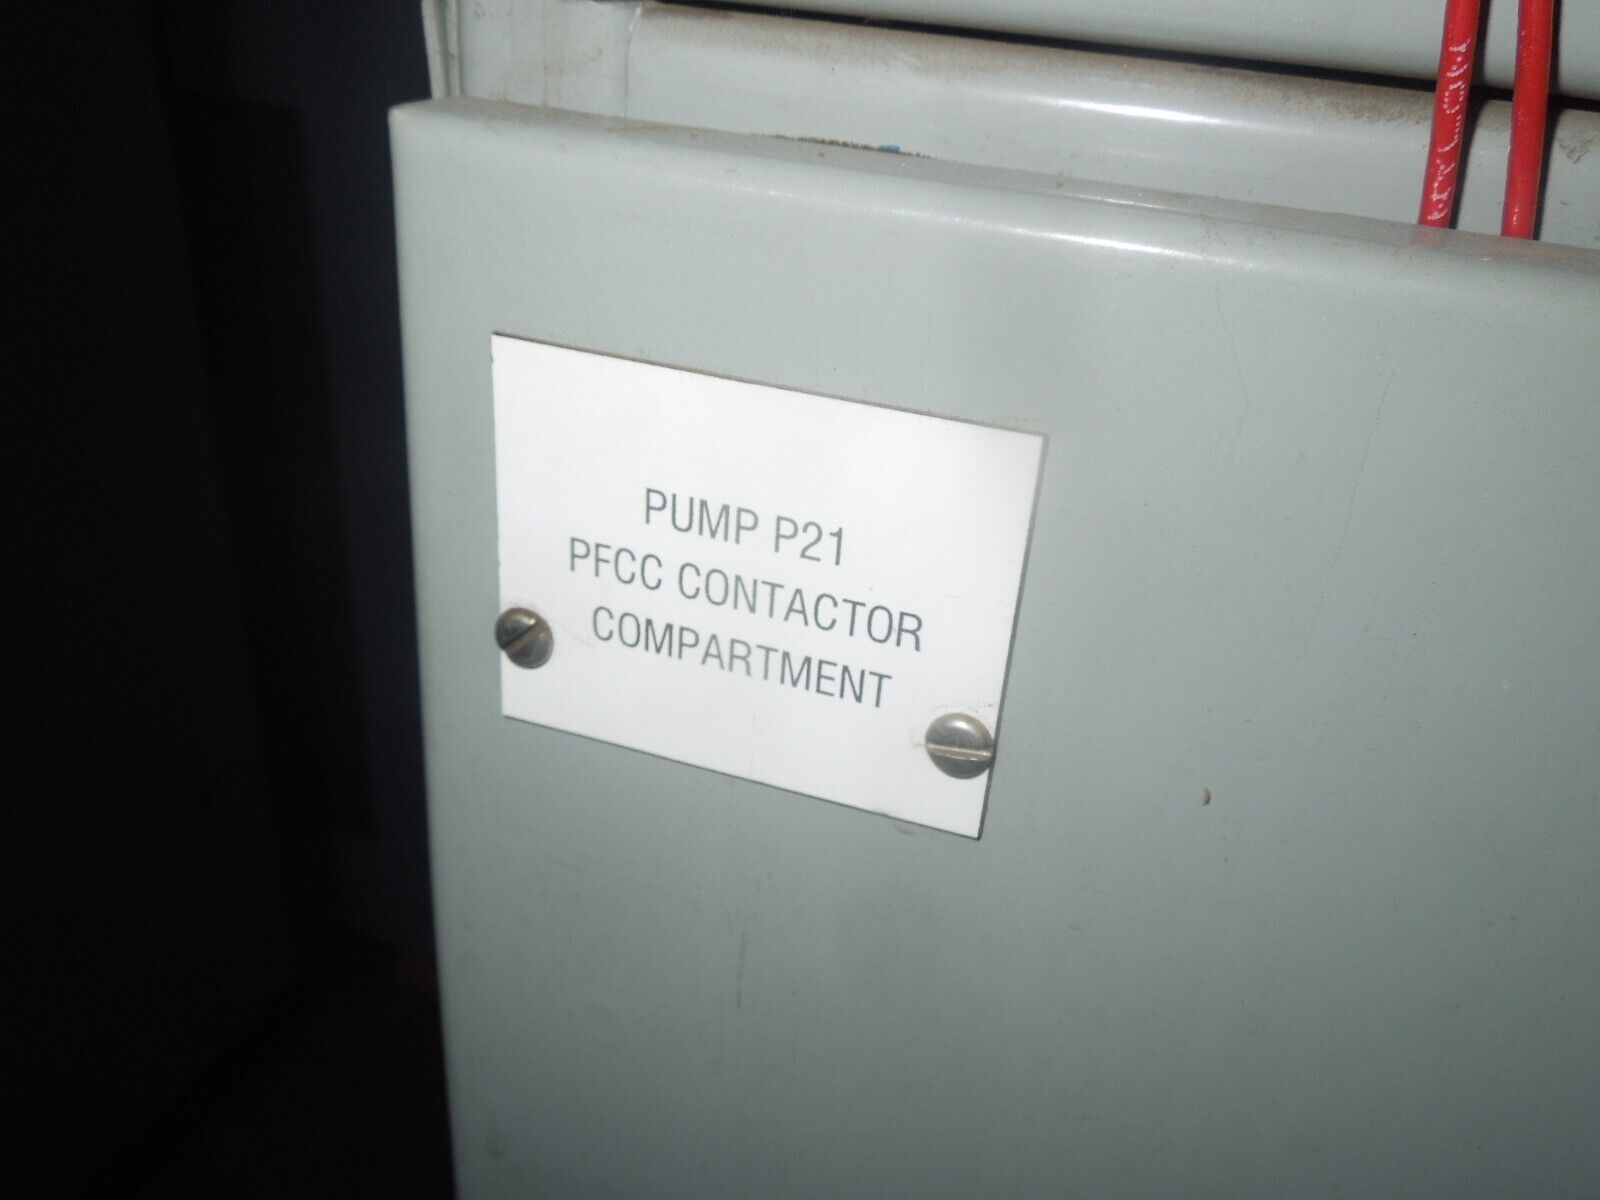 PUMP P21
PFCC CONTACTOR
COMPARTMENT